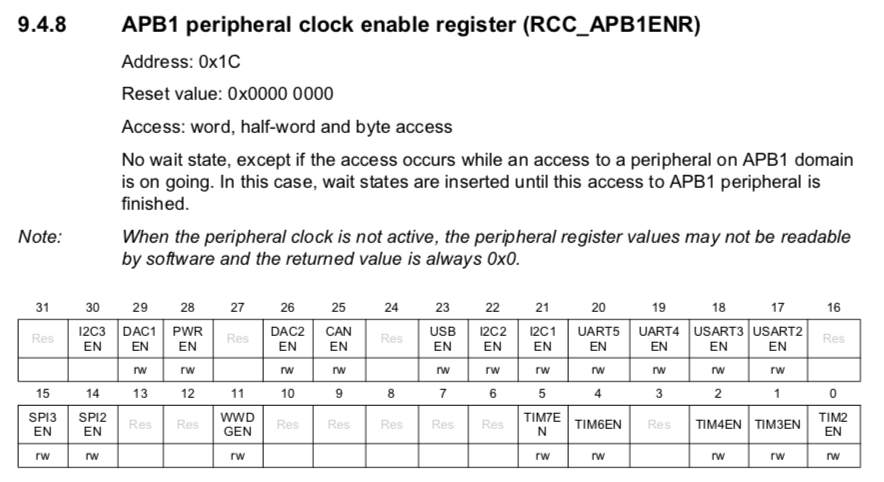 9.4.8 APB1 peripheral clock enable register (RCC_APB1ENR)
Address: 0x1C
Reset value: 0x0000 0000
Access: word, half-word and byte access
No wait state, except if the access occurs while an access to a peripheral on APB1 domain
is on going. In this case, wait states are inserted until this access to APB1 peripheral is
finished.
Note: When the peripheral clock is not active, the peripheral register values may not be readable
by software and the returned value is always 0x0.
31 30 29 28 27 26 25 24 23 22 21 20 19 18 17 16
Res I2C3 EN DAC1 EN PWR EN Res DAC2 EN CAN EN Res USB EN I2C2 EN I2C1 EN UART5 EN UART4 EN USART3 EN USART2 EN Res
rw rw rw rw rw rw rw rw rw rw rw
15 14 13 12 11 10 9 8 7 6 5 4 3 2 1 0
SPI3 EN SPI2 EN Res Res WWD GEN Res Res Res Res Res TIM7E N TIM6EN Res TIM4EN TIM3EN TIM2 EN
rw rw rw rw rw rw rw rw